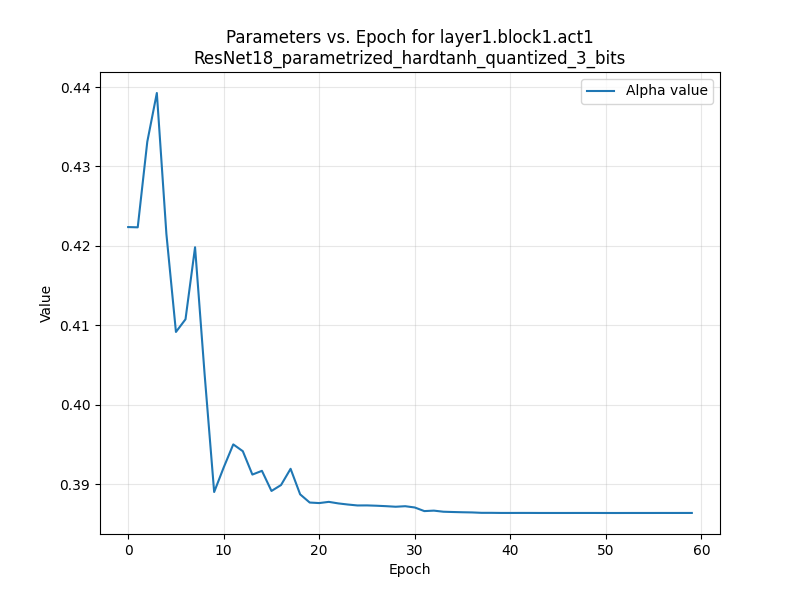 Parameters vs. Epoch for layer1.block1.act1
ResNet18_parametrized_hardtanh_quantized_3_bits
Alpha value
0.44
0.43
0.42
0.41
0.40
0.39
Value
0 10 20 30 40 50 60
Epoch